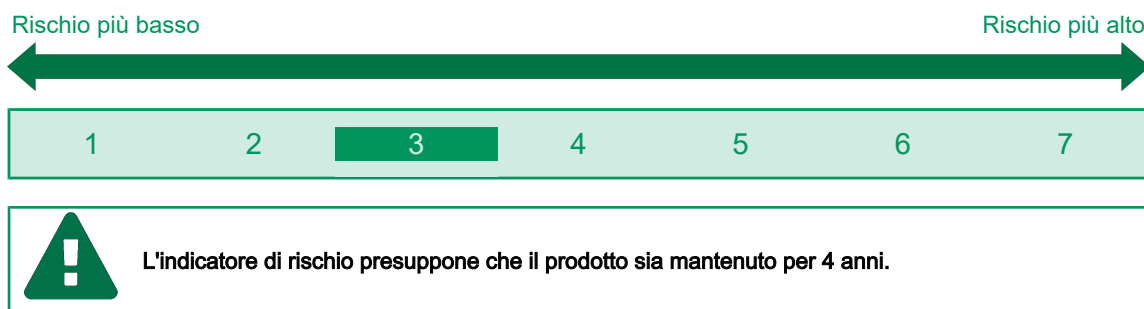 Rischio più basso Rischio più alto
1 2 3 4 5 6 7
L'indicatore di rischio presuppone che il prodotto sia mantenuto per 4 anni.